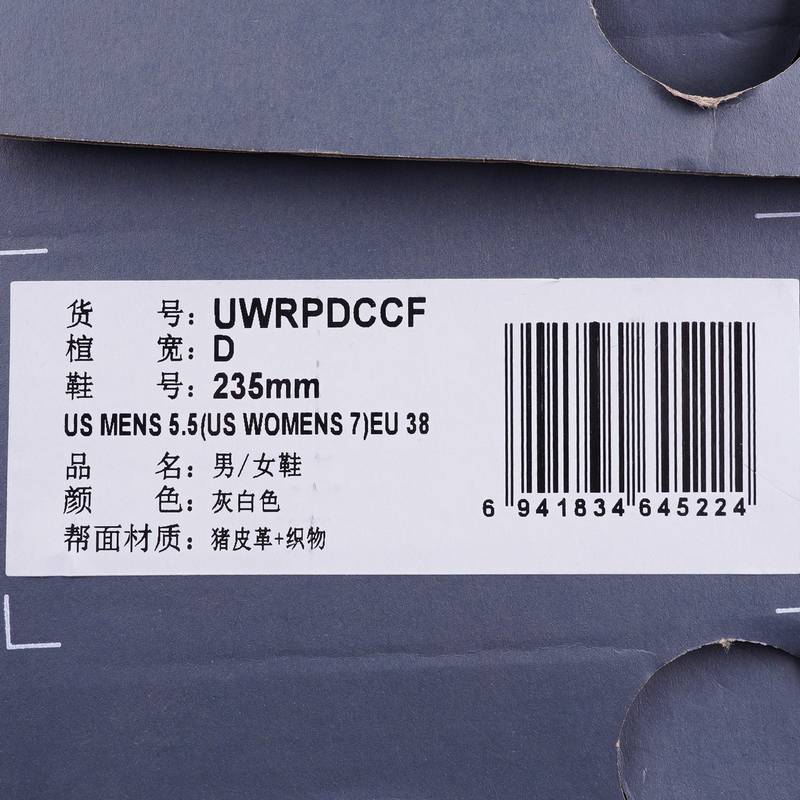 货 号：UWRPDCCF
楦 宽：D
鞋 号：235mm
US MENS 5.5(US WOMENS 7)EU 38
品 名：男/女鞋
颜 色：灰白色
帮面材质：猪皮革+织物
6 941834 645224